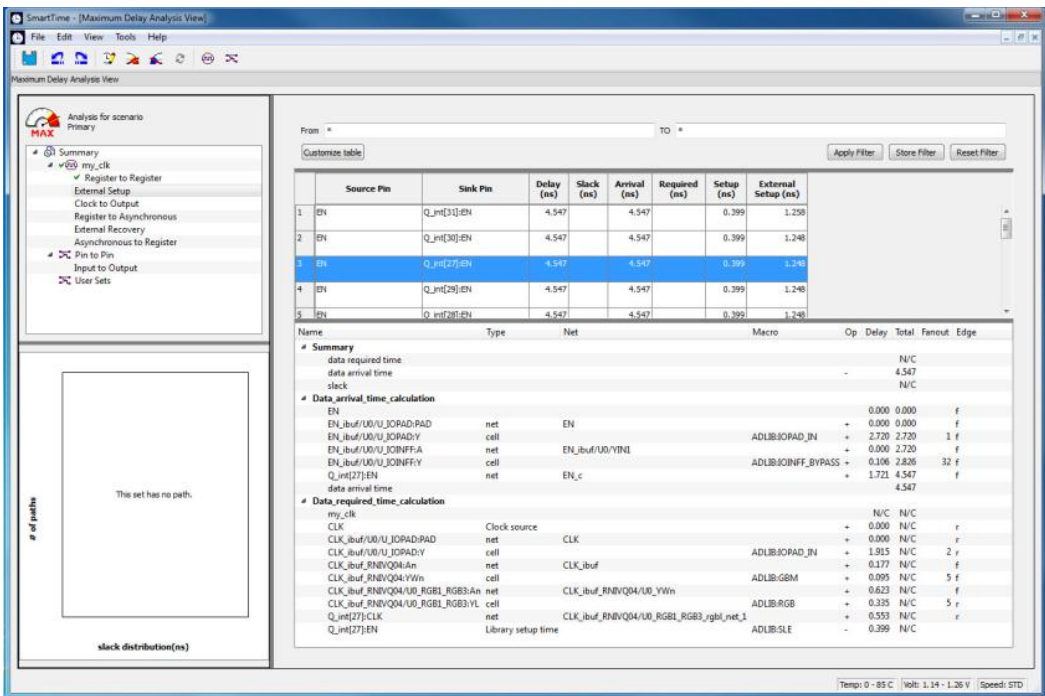 SmartTime - [Maximum Delay Analysis View]
File Edit View Tools Help
Maximum Delay Analysis View
MAX
Analysis for scenario
Primary
Summary
my_clk
Register to Register
External Setup
Clock to Output
Register to Asynchronous
External Recovery
Asynchronous to Register
Pin to Pin
Input to Output
User Sets
# of paths
This set has no path.
slack distribution(ns)
From * TO *
Customize table Apply Filter Store Filter Reset Filter
Source Pin Sink Pin Delay (ns) Slack (ns) Arrival (ns) Required (ns) Setup (ns) External Setup (ns)
1 EN Q_int[31]:EN 4.547 4.547 0.399 1.258
2 EN Q_int[30]:EN 4.547 4.547 0.399 1.248
3 EN Q_int[27]:EN 4.547 4.547 0.399 1.248
4 EN Q_int[29]:EN 4.547 4.547 0.399 1.248
5 EN Q_int[28]:EN 4.547 4.547 0.399 1.248
Name Type Net Macro Op Delay Total Fanout Edge
Summary
data required time N/C
data arrival time - 4.547
slack N/C
Data_arrival_time_calculation
EN 0.000 0.000 f
EN_ibuf/U0/U_IOPAD:PAD net EN + 0.000 0.000 f
EN_ibuf/U0/U_IOPAD:Y cell ADLIB:IOPAD_IN + 2.720 2.720 1 f
EN_ibuf/U0/U_IOINFF:A net EN_ibuf/U0/YIN1 + 0.000 2.720 f
EN_ibuf/U0/U_IOINFF:Y cell ADLIB:IOINFF_BYPASS + 0.106 2.826 32 f
Q_int[27]:EN net EN_c + 1.721 4.547 f
data arrival time 4.547
Data_required_time_calculation
my_clk N/C N/C
CLK Clock source + 0.000 N/C r
CLK_ibuf/U0/U_IOPAD:PAD net CLK + 0.000 N/C r
CLK_ibuf/U0/U_IOPAD:Y cell ADLIB:IOPAD_IN + 1.915 N/C 2 r
CLK_ibuf_RNIVQ04:An net CLK_ibuf + 0.177 N/C f
CLK_ibuf_RNIVQ04:YWn cell ADLIB:GBM + 0.095 N/C 5 f
CLK_ibuf_RNIVQ04/U0_RGB1_RGB3:An net CLK_ibuf_RNIVQ04/U0_YWn + 0.623 N/C f
CLK_ibuf_RNIVQ04/U0_RGB1_RGB3:YL cell ADLIB:RGB + 0.335 N/C 5 r
Q_int[27]:CLK net CLK_ibuf_RNIVQ04/U0_RGB1_RGB3_rgbl_net_1 + 0.553 N/C r
Q_int[27]:EN Library setup time ADLIB:SLE - 0.399 N/C
Temp: 0 - 85 C Volt: 1.14 - 1.26 V Speed: STD